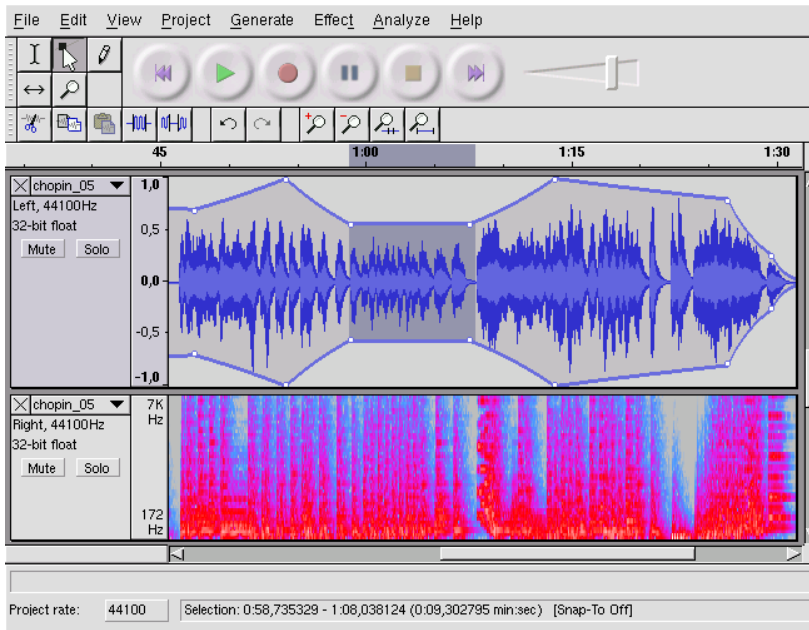 File Edit View Project Generate Effect Analyze Help
45 1:00 1:15 1:30
chopin_05
Left, 44100Hz
32-bit float
Mute Solo
1,0
0,5
0,0
-0,5
-1,0
chopin_05
Right, 44100Hz
32-bit float
Mute Solo
7K
Hz
172
Hz
Project rate: 44100 Selection: 0:58,735329 - 1:08,038124 (0:09,302795 min:sec) [Snap-To Off]